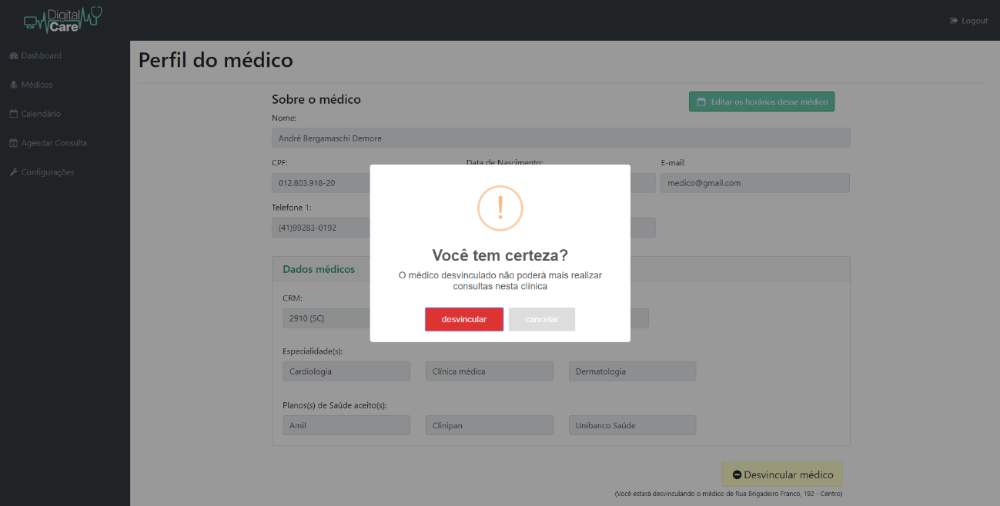 Digital
Care
Logout
Dashboard
Médicos
Calendário
Agendar Consulta
Configurações
Perfil do médico
Sobre o médico
Editar os horários desse médico
Nome:
André Bergamaschi Demore
CPF:
Data de Nascimento:
E-mail:
012.803.918-20
medico@gmail.com
Telefone 1:
(41)99283-0192
!
Você tem certeza?
O médico desvinculado não poderá mais realizar
consultas nesta clínica
desvincular
cancelar
Dados médicos
CRM:
2910 (SC)
Especialidade(s):
Cardiologia
Clínica médica
Dermatologia
Planos(s) de Saúde aceito(s):
Amil
Clinipan
Unibanco Saúde
Desvincular médico
(Você estará desvinculando o médico de Rua Brigadeiro Franco, 192 - Centro)